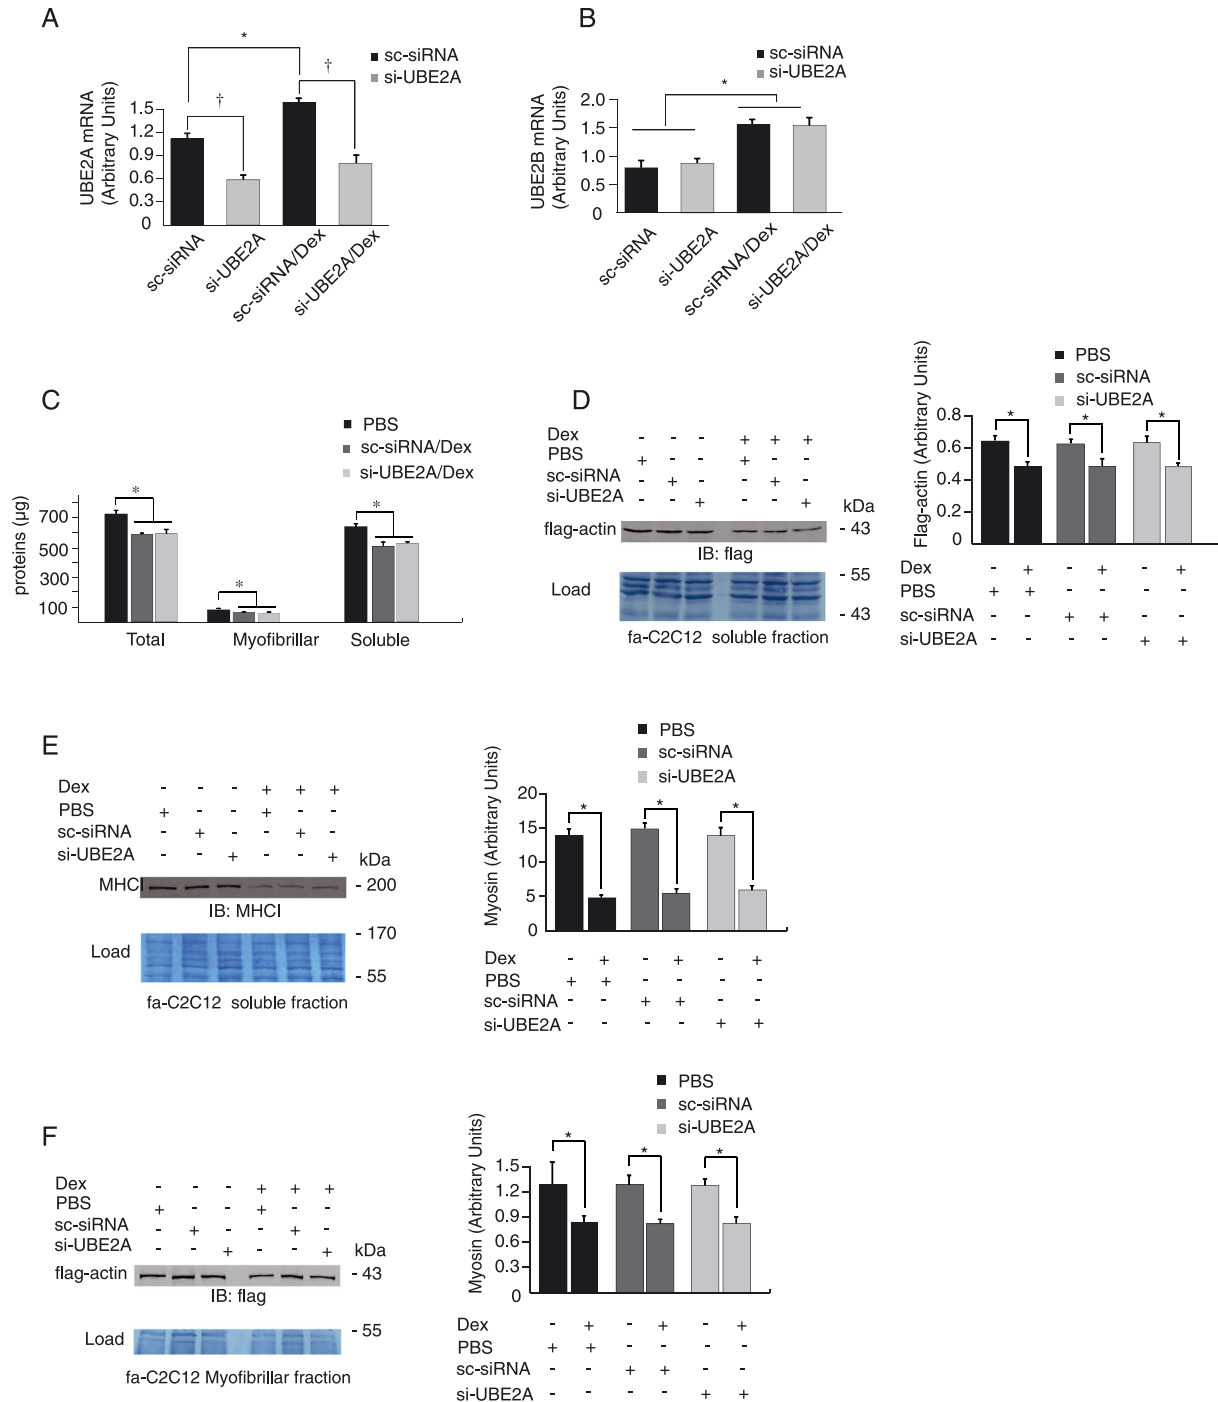 A
sc-siRNA
si-UBE2A
*
†
†
UBE2A mRNA
(Arbitrary Units)
1.5
1.2
0.9
0.6
0.3
0
sc-siRNA
si-UBE2A
sc-siRNA/Dex
si-UBE2A/Dex
B
sc-siRNA
si-UBE2A
*
UBE2B mRNA
(Arbitrary Units)
2.0
1.5
1.0
0.5
0
sc-siRNA
si-UBE2A
sc-siRNA/Dex
si-UBE2A/Dex
C
PBS
sc-siRNA/Dex
si-UBE2A/Dex
proteins (µg)
700
500
300
100
*
*
*
Total Myofibrillar Soluble
D
Dex - - - + + +
PBS + - - + - -
sc-siRNA - + - - + -
si-UBE2A - - + - - +
kDa
flag-actin - 43
IB: flag
Load - 55
- 43
fa-C2C12 soluble fraction
PBS
sc-siRNA
si-UBE2A
Flag-actin (Arbitrary Units)
0.8
0.6
0.4
0.2
0
* * *
Dex - + - + - +
PBS + + - - - -
sc-siRNA - - + + - -
si-UBE2A - - - - + +
E
Dex - - - + + +
PBS + - - + - -
sc-siRNA - + - - + -
si-UBE2A - - + - - +
kDa
MHC - 200
IB: MHCI
- 170
Load
- 55
fa-C2C12 soluble fraction
PBS
sc-siRNA
si-UBE2A
Myosin (Arbitrary Units)
20
15
10
5
0
* * *
Dex - + - + - +
PBS + + - - - -
sc-siRNA - - + + - -
si-UBE2A - - - - + +
F
Dex - - - + + +
PBS + - - + - -
sc-siRNA - + - - + -
si-UBE2A - - + - - +
kDa
flag-actin - 43
IB: flag
Load - 55
fa-C2C12 Myofibrillar fraction
PBS
sc-siRNA
si-UBE2A
Myosin (Arbitrary Units)
1.5
1.2
0.9
0.6
0.3
0
* * *
Dex - + - + - +
PBS + + - - - -
sc-siRNA - - + + - -
si-UBE2A - - - - + +